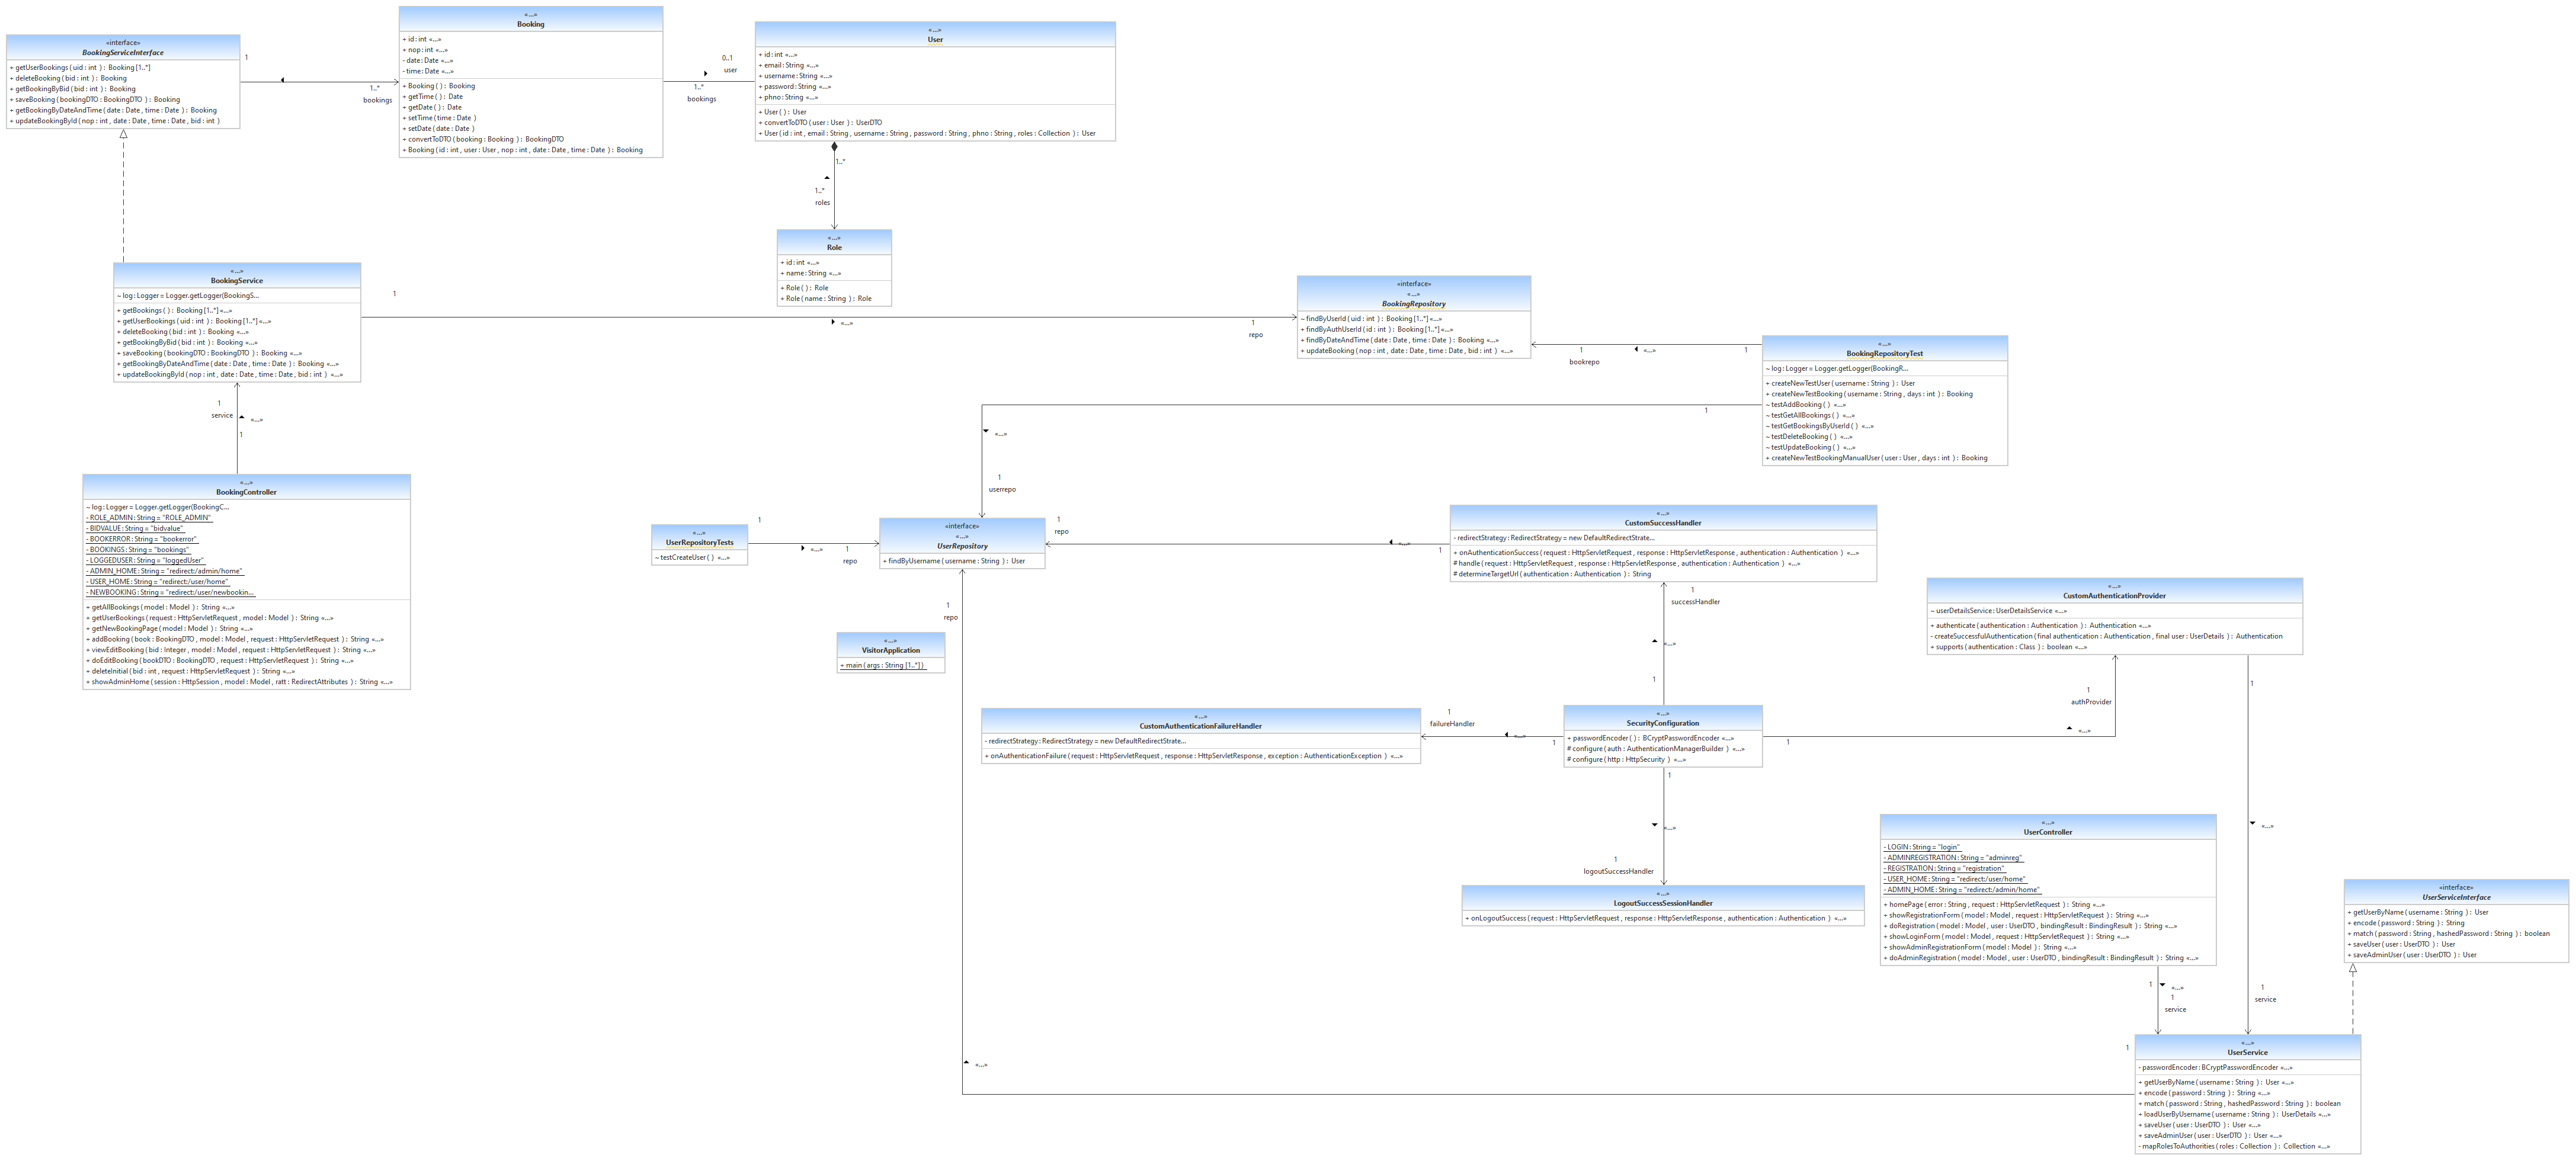 «interface»
BookingServiceInterface
+ getUserBookings ( uid : int ) : Booking [1..*]
+ deleteBooking ( bid : int ) : Booking
+ getBookingByBid ( bid : int ) : Booking
+ saveBooking ( bookingDTO : BookingDTO ) : Booking
+ getBookingByDateAndTime ( date : Date , time : Date ) : Booking
+ updateBookingById ( nop : int , date : Date , time : Date , bid : int )
1
1..*
bookings
«...»
Booking
+ id : int «...»
+ nop : int «...»
- date : Date «...»
- time : Date «...»
+ Booking ( ) : Booking
+ getTime ( ) : Date
+ getDate ( ) : Date
+ setTime ( time : Date )
+ setDate ( date : Date )
+ convertToDTO ( booking : Booking ) : BookingDTO
+ Booking ( id : int , user : User , nop : int , date : Date , time : Date ) : Booking
0..1
user
1..*
bookings
«...»
User
+ id : int «...»
+ email : String «...»
+ username : String «...»
+ password : String «...»
+ phno : String «...»
+ User ( ) : User
+ convertToDTO ( user : User ) : UserDTO
+ User ( id : int , email : String , username : String , password : String , phno : String , roles : Collection ) : User
1..*
1..*
roles
«...»
Role
+ id : int «...»
+ name : String «...»
+ Role ( ) : Role
+ Role ( name : String ) : Role
«...»
BookingService
~ log : Logger = Logger.getLogger(BookingS...
+ getBookings ( ) : Booking [1..*] «...»
+ getUserBookings ( uid : int ) : Booking [1..*] «...»
+ deleteBooking ( bid : int ) : Booking «...»
+ getBookingByBid ( bid : int ) : Booking «...»
+ saveBooking ( bookingDTO : BookingDTO ) : Booking «...»
+ getBookingByDateAndTime ( date : Date , time : Date ) : Booking «...»
+ updateBookingById ( nop : int , date : Date , time : Date , bid : int ) «...»
1
«...»
1
repo
«interface»
«...»
BookingRepository
~ findByUserId ( uid : int ) : Booking [1..*] «...»
+ findByAuthUserId ( id : int ) : Booking [1..*] «...»
+ findByDateAndTime ( date : Date , time : Date ) : Booking «...»
+ updateBooking ( nop : int , date : Date , time : Date , bid : int ) «...»
1
bookrepo
«...»
1
«...»
BookingRepositoryTest
~ log : Logger = Logger.getLogger(BookingR...
+ createNewTestUser ( username : String ) : User
+ createNewTestBooking ( username : String , days : int ) : Booking
~ testAddBooking ( ) «...»
~ testGetAllBookings ( ) «...»
~ testGetBookingsByUserId ( ) «...»
~ testDeleteBooking ( ) «...»
~ testUpdateBooking ( ) «...»
+ createNewTestBookingManualUser ( user : User , days : int ) : Booking
1
«...»
1
userrepo
1
service
«...»
1
«...»
BookingController
~ log : Logger = Logger.getLogger(BookingC...
- ROLE_ADMIN : String = "ROLE_ADMIN"
- BIDVALUE : String = "bidvalue"
- BOOKERROR : String = "bookerror"
- BOOKINGS : String = "bookings"
- LOGGEDUSER : String = "loggedUser"
- ADMIN_HOME : String = "redirect:/admin/home"
- USER_HOME : String = "redirect:/user/home"
- NEWBOOKING : String = "redirect:/user/newbookin...
+ getAllBookings ( model : Model ) : String «...»
+ getUserBookings ( request : HttpServletRequest , model : Model ) : String «...»
+ getNewBookingPage ( model : Model ) : String «...»
+ addBooking ( book : BookingDTO , model : Model , request : HttpServletRequest ) : String «...»
+ viewEditBooking ( bid : Integer , model : Model , request : HttpServletRequest ) : String «...»
+ doEditBooking ( bookDTO : BookingDTO , request : HttpServletRequest ) : String «...»
+ deleteInitial ( bid : int , request : HttpServletRequest ) : String «...»
+ showAdminHome ( session : HttpSession , model : Model , ratt : RedirectAttributes ) : String «...»
«...»
UserRepositoryTests
~ testCreateUser ( ) «...»
1
«...»
1
repo
«interface»
«...»
UserRepository
+ findByUsername ( username : String ) : User
1
repo
«...»
1
«...»
CustomSuccessHandler
- redirectStrategy : RedirectStrategy = new DefaultRedirectStrate...
+ onAuthenticationSuccess ( request : HttpServletRequest , response : HttpServletResponse , authentication : Authentication ) «...»
# handle ( request : HttpServletRequest , response : HttpServletResponse , authentication : Authentication ) «...»
# determineTargetUrl ( authentication : Authentication ) : String
1
repo
1
successHandler
«...»
1
«...»
VisitorApplication
+ main ( args : String [1..*] )
«...»
CustomAuthenticationProvider
~ userDetailsService : UserDetailsService «...»
+ authenticate ( authentication : Authentication ) : Authentication «...»
- createSuccessfulAuthentication ( final authentication : Authentication , final user : UserDetails ) : Authentication
+ supports ( authentication : Class ) : boolean «...»
1
authProvider
«...»
1
«...»
CustomAuthenticationFailureHandler
- redirectStrategy : RedirectStrategy = new DefaultRedirectStrate...
+ onAuthenticationFailure ( request : HttpServletRequest , response : HttpServletResponse , exception : AuthenticationException ) «...»
1
failureHandler
«...»
1
«...»
SecurityConfiguration
+ passwordEncoder ( ) : BCryptPasswordEncoder «...»
# configure ( auth : AuthenticationManagerBuilder ) «...»
# configure ( http : HttpSecurity ) «...»
1
1
«...»
1
logoutSuccessHandler
«...»
LogoutSuccessSessionHandler
+ onLogoutSuccess ( request : HttpServletRequest , response : HttpServletResponse , authentication : Authentication ) «...»
«...»
UserController
- LOGIN : String = "login"
- ADMINREGISTRATION : String = "adminreg"
- REGISTRATION : String = "registration"
- USER_HOME : String = "redirect:/user/home"
- ADMIN_HOME : String = "redirect:/admin/home"
+ homePage ( error : String , request : HttpServletRequest ) : String «...»
+ showRegistrationForm ( model : Model , request : HttpServletRequest ) : String «...»
+ doRegistration ( model : Model , user : UserDTO , bindingResult : BindingResult ) : String «...»
+ showLoginForm ( model : Model , request : HttpServletRequest ) : String «...»
+ showAdminRegistrationForm ( model : Model ) : String «...»
+ doAdminRegistration ( model : Model , user : UserDTO , bindingResult : BindingResult ) : String «...»
«...»
1
service
«interface»
UserServiceInterface
+ getUserByName ( username : String ) : User
+ encode ( password : String ) : String
+ match ( password : String , hashedPassword : String ) : boolean
+ saveUser ( user : UserDTO ) : User
+ saveAdminUser ( user : UserDTO ) : User
1
«...»
1
service
1
«...»
«...»
UserService
- passwordEncoder : BCryptPasswordEncoder «...»
+ getUserByName ( username : String ) : User «...»
+ encode ( password : String ) : String «...»
+ match ( password : String , hashedPassword : String ) : boolean
+ loadUserByUsername ( username : String ) : UserDetails «...»
+ saveUser ( user : UserDTO ) : User «...»
+ saveAdminUser ( user : UserDTO ) : User «...»
- mapRolesToAuthorities ( roles : Collection ) : Collection «...»